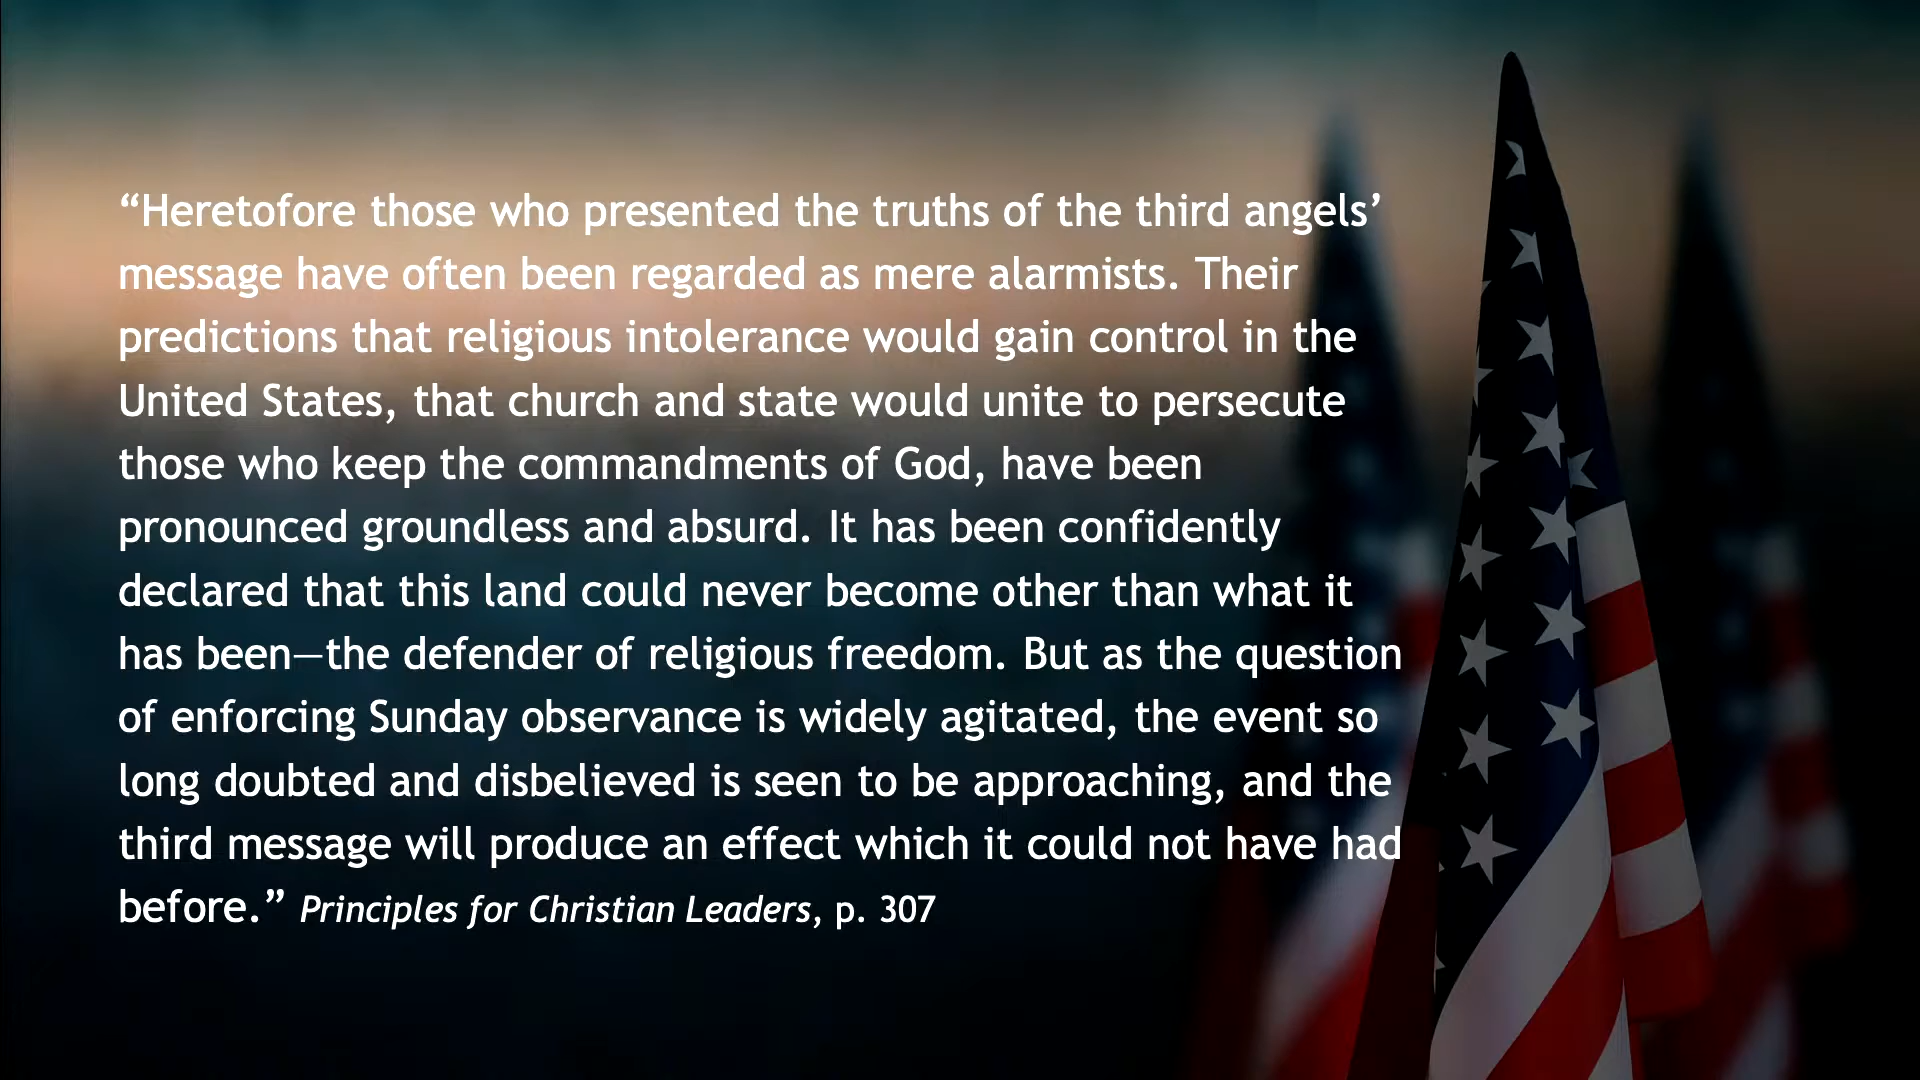 “Heretofore those who presented the truths of the third angels’
message have often been regarded as mere alarmists. Their
predictions that religious intolerance would gain control in the
United States, that church and state would unite to persecute
those who keep the commandments of God, have been
pronounced groundless and absurd. It has been confidently
declared that this land could never become other than what it
has been—the defender of religious freedom. But as the question
of enforcing Sunday observance is widely agitated, the event so
long doubted and disbelieved is seen to be approaching, and the
third message will produce an effect which it could not have had
before.” Principles for Christian Leaders, p. 307